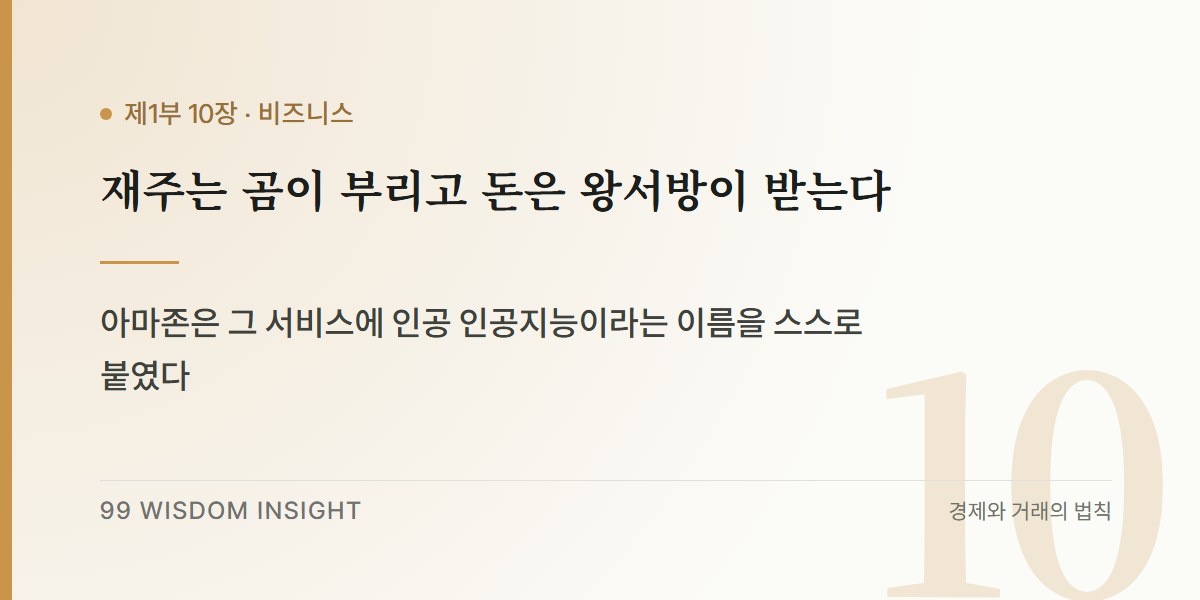 제1부 10장 · 비즈니스
재주는 곰이 부리고 돈은 왕서방이 받는다
아마존은 그 서비스에 인공 인공지능이라는 이름을 스스로
붙였다
99 WISDOM INSIGHT
경제와 거래의 법칙
10